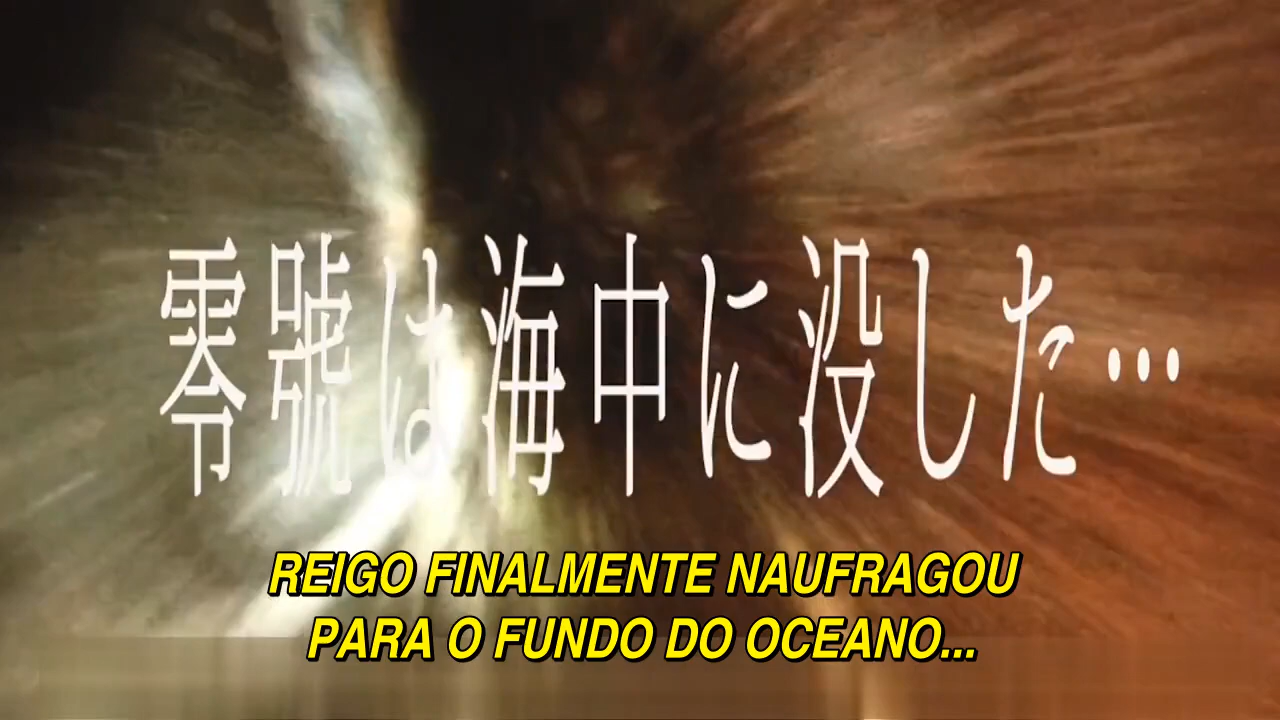 零號は海中に没した…
REIGO FINALMENTE NAUFRAGOU
PARA O FUNDO DO OCEANO...